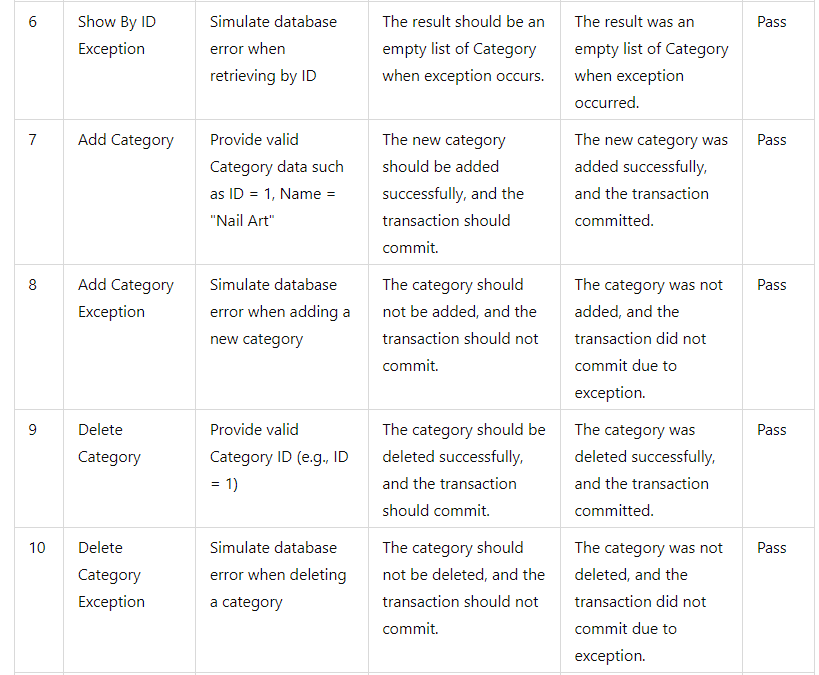 6
Show By ID
Exception
Simulate database
error when
retrieving by ID
The result should be an
empty list of Category
when exception occurs.
The result was an
empty list of Category
when exception
occurred.
Pass
7
Add Category
Provide valid
Category data such
as ID = 1, Name =
"Nail Art"
The new category
should be added
successfully, and the
transaction should
commit.
The new category was
added successfully,
and the transaction
committed.
Pass
8
Add Category
Exception
Simulate database
error when adding a
new category
The category should
not be added, and the
transaction should not
commit.
The category was not
added, and the
transaction did not
commit due to
exception.
Pass
9
Delete
Category
Provide valid
Category ID (e.g., ID
= 1)
The category should be
deleted successfully,
and the transaction
should commit.
The category was
deleted successfully,
and the transaction
committed.
Pass
10
Delete
Category
Exception
Simulate database
error when deleting
a category
The category should
not be deleted, and the
transaction should not
commit.
The category was not
deleted, and the
transaction did not
commit due to
exception.
Pass